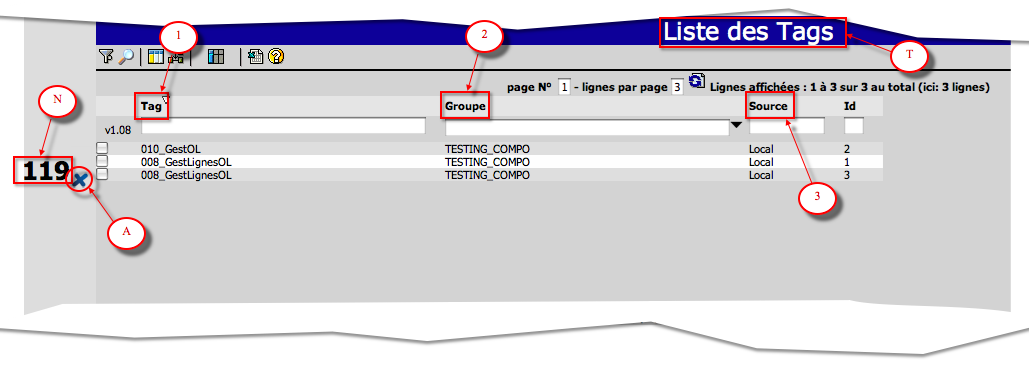 Liste des Tags
1
2
T
page N° 1 - lignes par page 3 Lignes affichées : 1 à 3 sur 3 au total (ici: 3 lignes)
N
Tag Groupe Source Id
v1.08
010_GestOL TESTING_COMPO Local 2
008_GestLignesOL TESTING_COMPO Local 1
119
008_GestLignesOL TESTING_COMPO Local 3
3
A